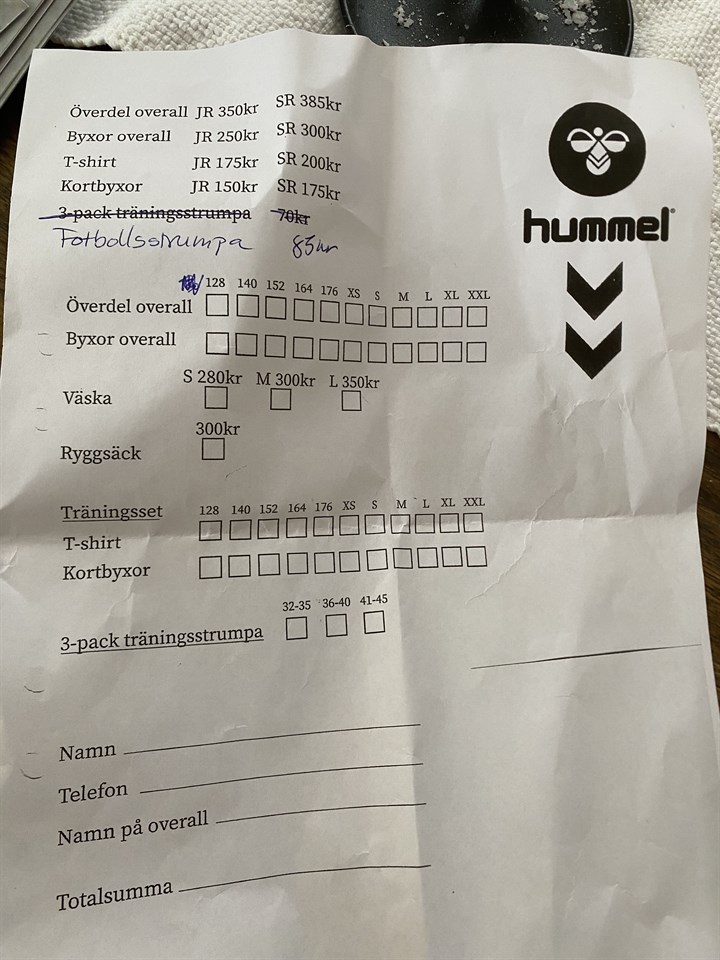 Överdel overall JR 350kr SR 385kr
Byxor overall JR 250kr SR 300kr
T-shirt JR 175kr SR 200kr
Kortbyxor JR 150kr SR 175kr
3-pack träningsstrumpa 70kr
Fotbollsstrumpa 85kr
hummel
128 140 152 164 176 XS S M L XL XXL
Överdel overall
Byxor overall
S 280kr M 300kr L 350kr
Väska
300kr
Ryggsäck
Träningsset 128 140 152 164 176 XS S M L XL XXL
T-shirt
Kortbyxor
32-35 36-40 41-45
3-pack träningsstrumpa
Namn
Telefon
Namn på overall
Totalsumma